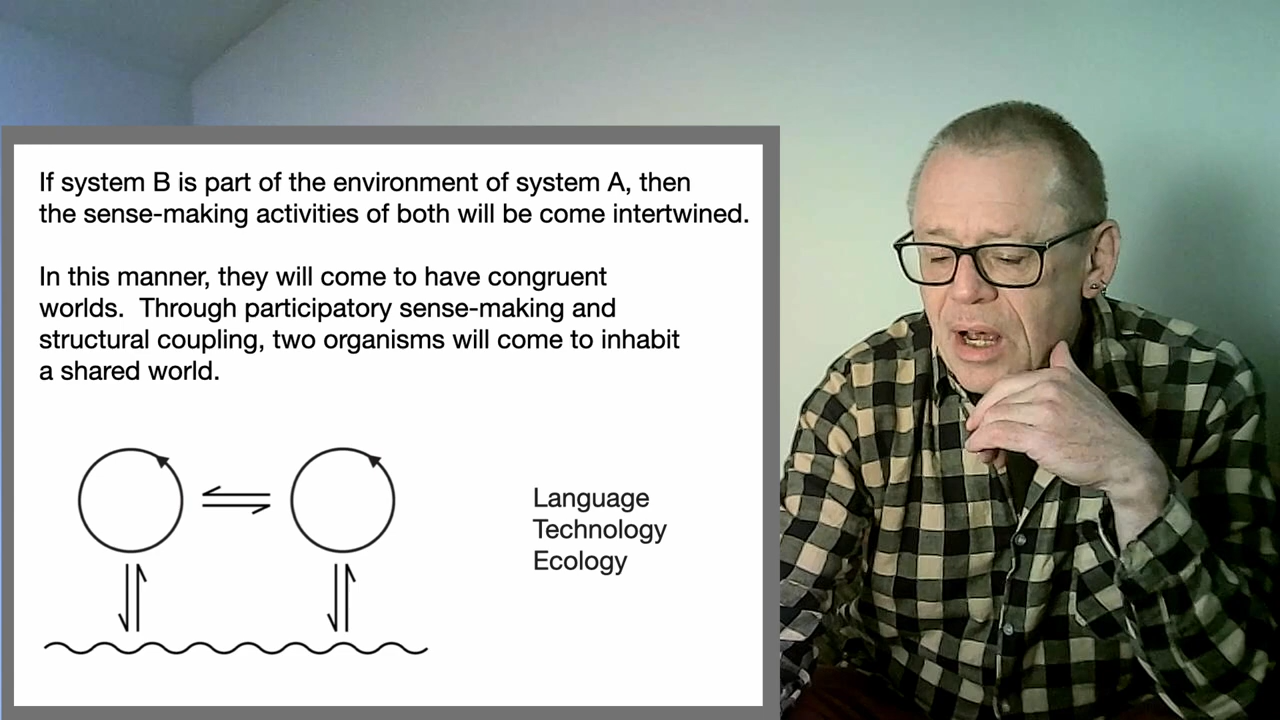 If system B is part of the environment of system A, then
the sense-making activities of both will be come intertwined.
In this manner, they will come to have congruent
worlds.  Through participatory sense-making and
structural coupling, two organisms will come to inhabit
a shared world.
Language
Technology
Ecology